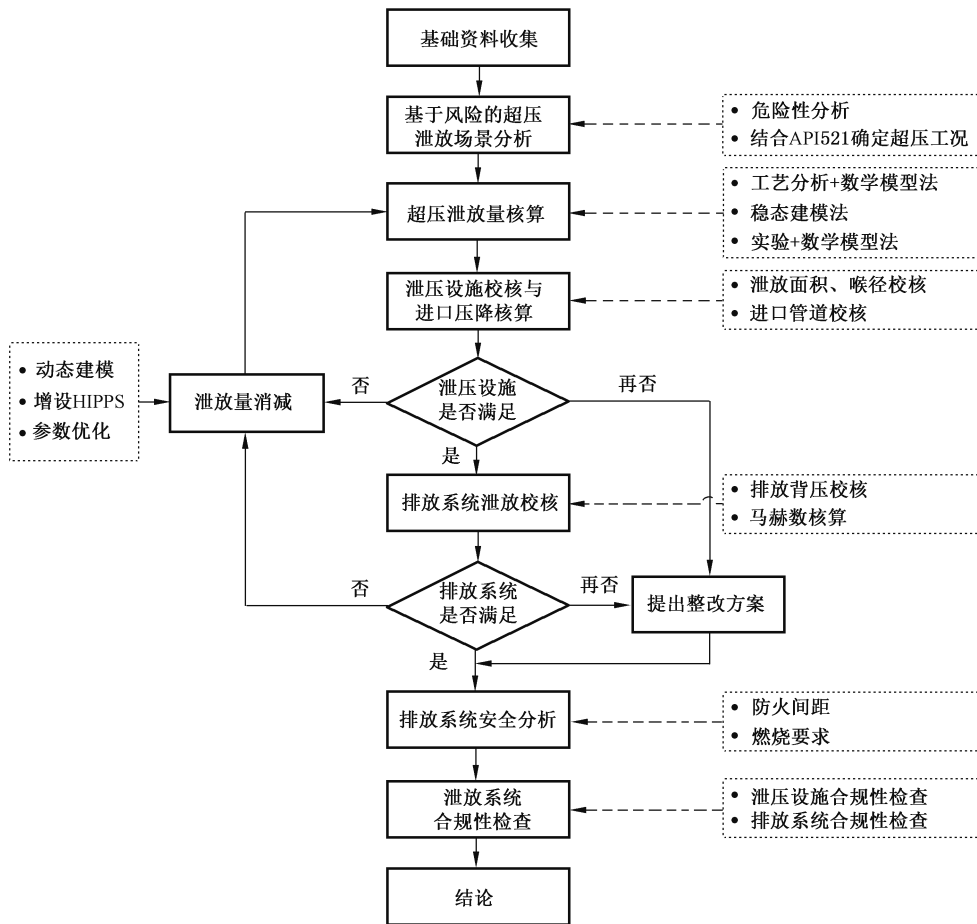 基础资料收集
基于风险的超压
泄放场景分析
• 危险性分析
• 结合API521确定超压工况
超压泄放量核算
• 工艺分析+数学模型法
• 稳态建模法
• 实验+数学模型法
泄压设施校核与
进口压降核算
• 泄放面积、喉径校核
• 进口管道校核
• 动态建模
• 增设HIPPS
• 参数优化
泄放量消减
否
泄压设施
是否满足
再否
是
排放系统泄放校核
• 排放背压校核
• 马赫数核算
否
排放系统
是否满足
再否
提出整改方案
是
排放系统安全分析
• 防火间距
• 燃烧要求
泄放系统
合规性检查
• 泄压设施合规性检查
• 排放系统合规性检查
结论